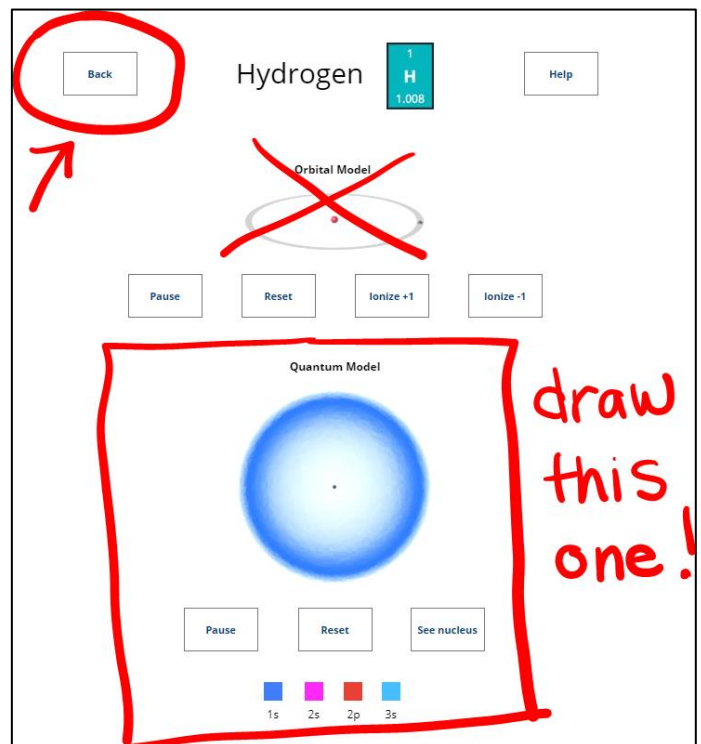 Back
Hydrogen
1
H
1.008
Help
Orbital Model
Pause
Reset
Ionize +1
Ionize -1
Quantum Model
draw
this
one!
Pause
Reset
See nucleus
1s
2s
2p
3s